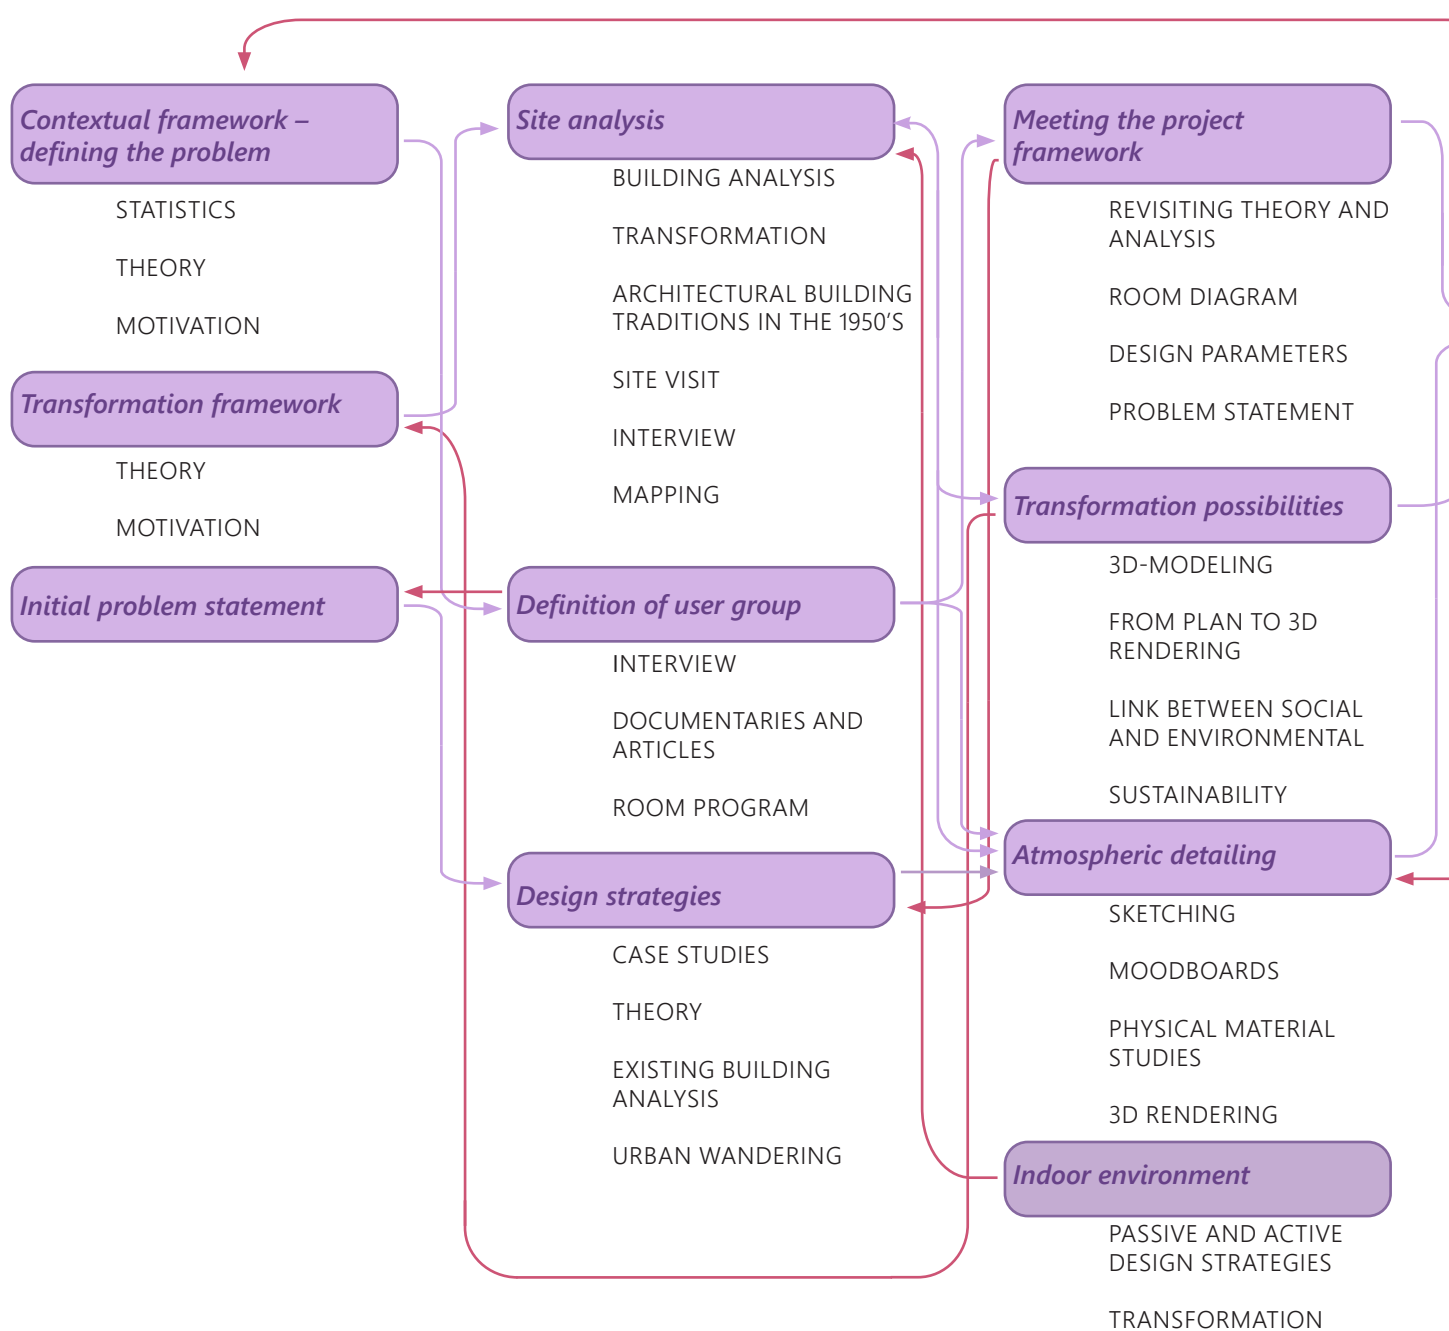 Contextual framework –
defining the problem
STATISTICS
THEORY
MOTIVATION
Transformation framework
THEORY
MOTIVATION
Initial problem statement
Site analysis
BUILDING ANALYSIS
TRANSFORMATION
ARCHITECTURAL BUILDING
TRADITIONS IN THE 1950'S
SITE VISIT
INTERVIEW
MAPPING
Definition of user group
INTERVIEW
DOCUMENTARIES AND
ARTICLES
ROOM PROGRAM
Design strategies
CASE STUDIES
THEORY
EXISTING BUILDING
ANALYSIS
URBAN WANDERING
Meeting the project
framework
REVISITING THEORY AND
ANALYSIS
ROOM DIAGRAM
DESIGN PARAMETERS
PROBLEM STATEMENT
Transformation possibilities
3D-MODELING
FROM PLAN TO 3D
RENDERING
LINK BETWEEN SOCIAL
AND ENVIRONMENTAL
SUSTAINABILITY
Atmospheric detailing
SKETCHING
MOODBOARDS
PHYSICAL MATERIAL
STUDIES
3D RENDERING
Indoor environment
PASSIVE AND ACTIVE
DESIGN STRATEGIES
TRANSFORMATION